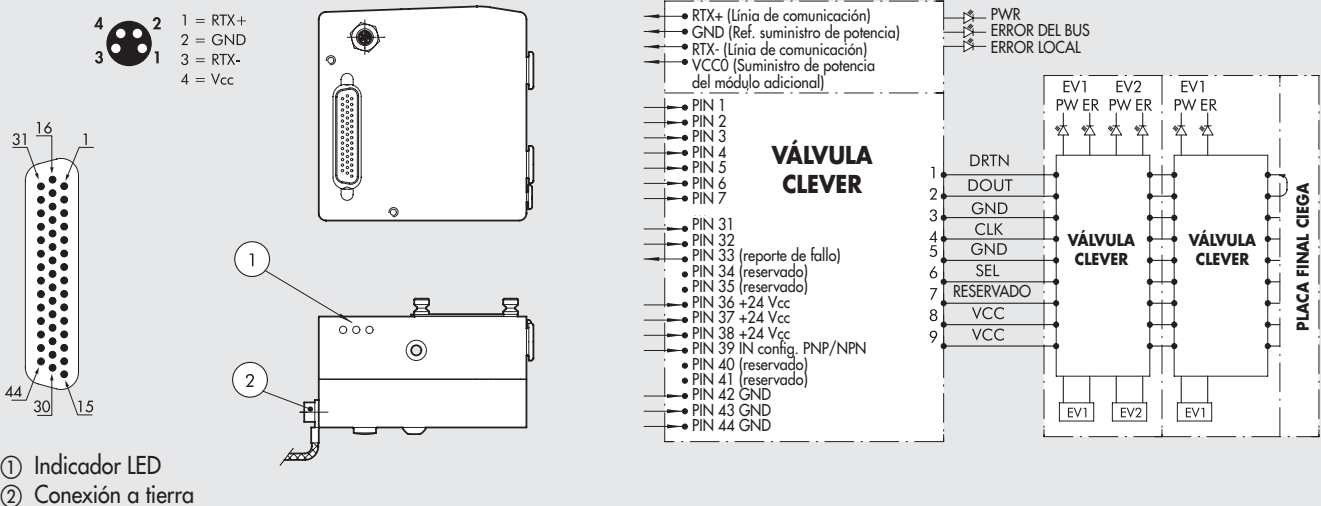 4 2
3 1
1 = RTX+
2 = GND
3 = RTX-
4 = Vcc
31 16 1
44 30 15
1
2
① Indicador LED
② Conexión a tierra
RTX+ (Línia de comunicación)
GND (Ref. suministro de potencia)
RTX- (Línia de comunicación)
VCC0 (Suministro de potencia
del módulo adicional)
PWR
ERROR DEL BUS
ERROR LOCAL
PIN 1
PIN 2
PIN 3
PIN 4
PIN 5
PIN 6
PIN 7
PIN 31
PIN 32
PIN 33 (reporte de fallo)
PIN 34 (reservado)
PIN 35 (reservado)
PIN 36 +24 Vcc
PIN 37 +24 Vcc
PIN 38 +24 Vcc
PIN 39 IN config. PNP/NPN
PIN 40 (reservado)
PIN 41 (reservado)
PIN 42 GND
PIN 43 GND
PIN 44 GND
VÁLVULA
CLEVER
1 DRTN
2 DOUT
3 GND
4 CLK
5 GND
6 SEL
7 RESERVADO
8 VCC
9 VCC
EV1 EV2 EV1
PW ER PW ER PW ER
VÁLVULA
CLEVER
VÁLVULA
CLEVER
EV1 EV2 EV1
PLACA FINAL CIEGA